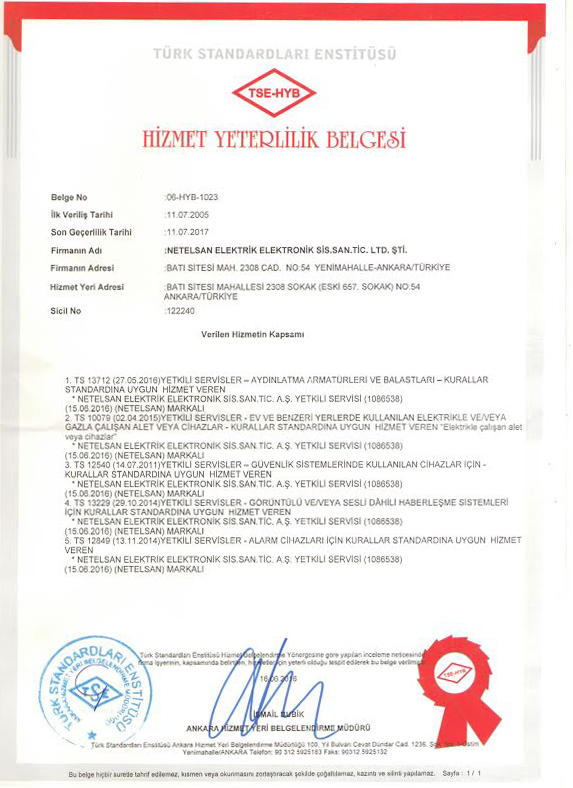 TÜRK STANDARDLARI ENSTİTÜSÜ
TSE-HYB
HİZMET YETERLİLİK BELGESİ
Belge No :06-HYB-1023
İlk Veriliş Tarihi :11.07.2005
Son Geçerlilik Tarihi :11.07.2017
Firmanın Adı :NETELSAN ELEKTRİK ELEKTRONİK SİS.SAN.TİC. LTD. ŞTİ.
Firmanın Adresi :BATI SİTESİ MAH. 2308 CAD. NO:54 YENİMAHALLE-ANKARA/TÜRKİYE
Hizmet Yeri Adresi :BATI SİTESİ MAHALLESİ 2308 SOKAK (ESKİ 657. SOKAK) NO:54
ANKARA/TÜRKİYE
Sicil No :122240
Verilen Hizmetin Kapsamı
1. TS 13712 (27.05.2016)YETKİLİ SERVİSLER – AYDINLATMA ARMATÜRLERİ VE BALASTLARI – KURALLAR
STANDARDINA UYGUN HİZMET VEREN
* NETELSAN ELEKTRİK ELEKTRONİK SİS.SAN.TİC. A.Ş. YETKİLİ SERVİSİ (1086538)
(15.06.2016) (NETELSAN) MARKALI
2. TS 10079 (02.04.2015)YETKİLİ SERVİSLER - EV VE BENZERİ YERLERDE KULLANILAN ELEKTRİKLE VE/VEYA
GAZLA ÇALIŞAN ALET VEYA CİHAZLAR - KURALLAR STANDARDINA UYGUN HİZMET VEREN "Elektrikle çalışan alet
veya cihazlar"
* NETELSAN ELEKTRİK ELEKTRONİK SİS.SAN.TİC. A.Ş. YETKİLİ SERVİSİ (1086538)
(15.06.2016) (NETELSAN) MARKALI
3. TS 12540 (14.07.2011)YETKİLİ SERVİSLER – GÜVENLİK SİSTEMLERİNDE KULLANILAN CİHAZLAR İÇİN -
KURALLAR STANDARDINA UYGUN HİZMET VEREN
* NETELSAN ELEKTRİK ELEKTRONİK SİS.SAN.TİC. A.Ş. YETKİLİ SERVİSİ (1086538)
(15.06.2016) (NETELSAN) MARKALI
4. TS 13229 (29.10.2014)YETKİLİ SERVİSLER - GÖRÜNTÜLÜ VE/VEYA SESLİ DÂHİLİ HABERLEŞME SİSTEMLERİ
İÇİN KURALLAR STANDARDINA UYGUN HİZMET VEREN
* NETELSAN ELEKTRİK ELEKTRONİK SİS.SAN.TİC. A.Ş. YETKİLİ SERVİSİ (1086538)
(15.06.2016) (NETELSAN) MARKALI
5. TS 12849 (13.11.2014)YETKİLİ SERVİSLER - ALARM CİHAZLARI İÇİN KURALLAR STANDARDINA UYGUN HİZMET
VEREN
* NETELSAN ELEKTRİK ELEKTRONİK SİS.SAN.TİC. A.Ş. YETKİLİ SERVİSİ (1086538)
(15.06.2016) (NETELSAN) MARKALI
TÜRK STANDARDLARI ENSTİTÜSÜ
TSE
Türk Standardları Enstitüsü Hizmet Belgelendirme Yönergesine göre yapılan inceleme neticesinde
firma işyerinin, kapsamında belirtilen, hizmetler için yeterli olduğu tespit edilerek bu belge verilmiştir.
16.06.2016
TSE-HYB
İSMAİL
ANKARA HİZMET YERİ BELGELENDİRME MÜDÜRÜ
Türk Standardları Enstitüsü Ankara Hizmet Yeri Belgelendirme Müdürlüğü 100. Yıl Bulvarı Cevat Dündar Cad. 1236.
Yenimahalle/ANKARA Telefon: 90 312 5925183 Faks: 90312 5925132
Bu belge hiçbir suretle tahrif edilemez, kısmen veya okunmasını zorlaştıracak şekilde çoğaltılamaz, kazıntı ve silinti yapılamaz. Sayfa : 1 / 1